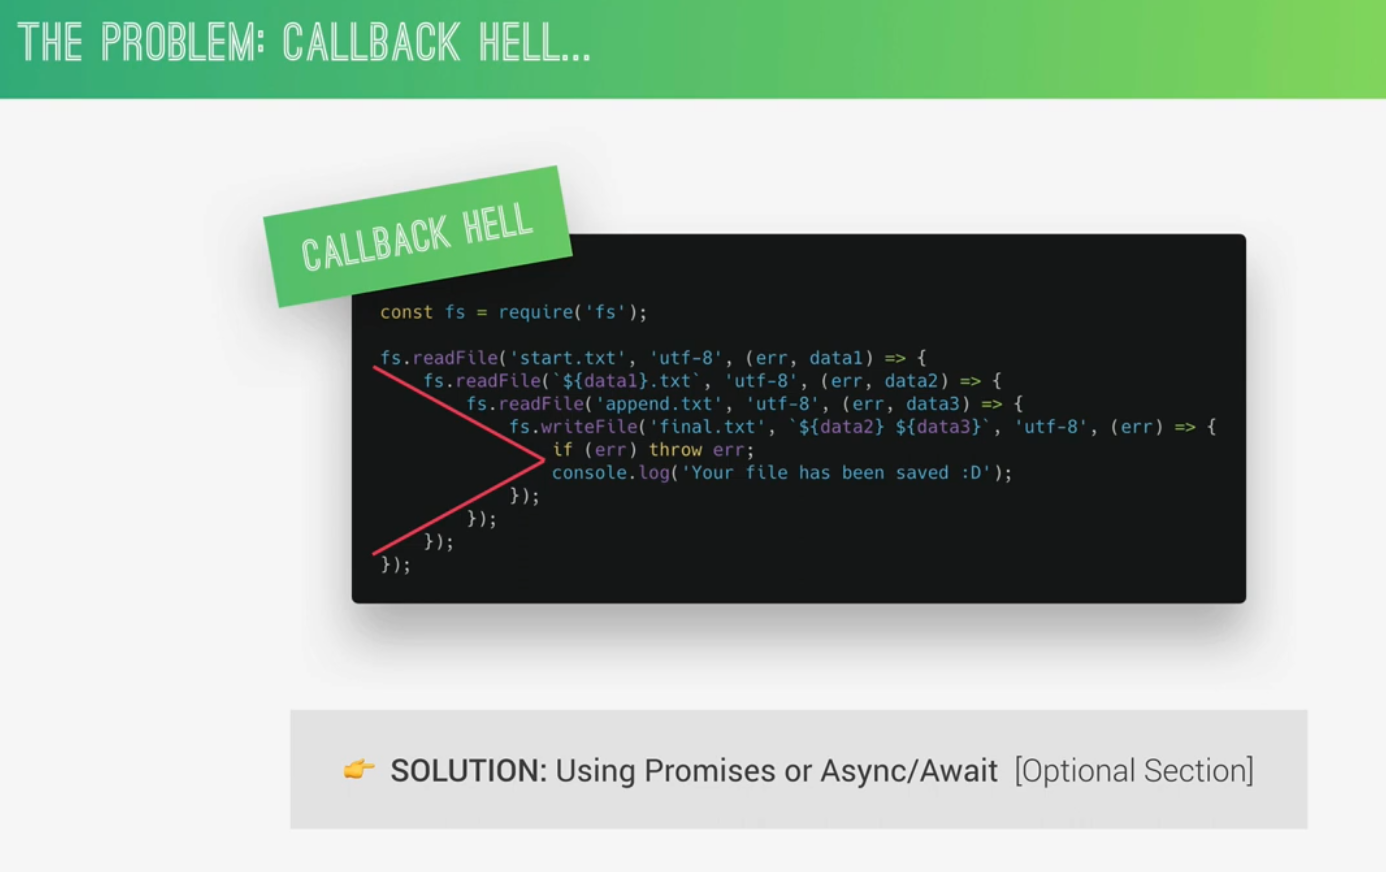 THE PROBLEM: CALLBACK HELL...
CALLBACK HELL
const fs = require('fs');
fs.readFile('start.txt', 'utf-8', (err, data1) => {
fs.readFile(`${data1}.txt`, 'utf-8', (err, data2) => {
fs.readFile('append.txt', 'utf-8', (err, data3) => {
fs.writeFile('final.txt', `${data2} ${data3}`, 'utf-8', (err) => {
if (err) throw err;
console.log('Your file has been saved :D');
});
});
});
});
👉 SOLUTION: Using Promises or Async/Await [Optional Section]